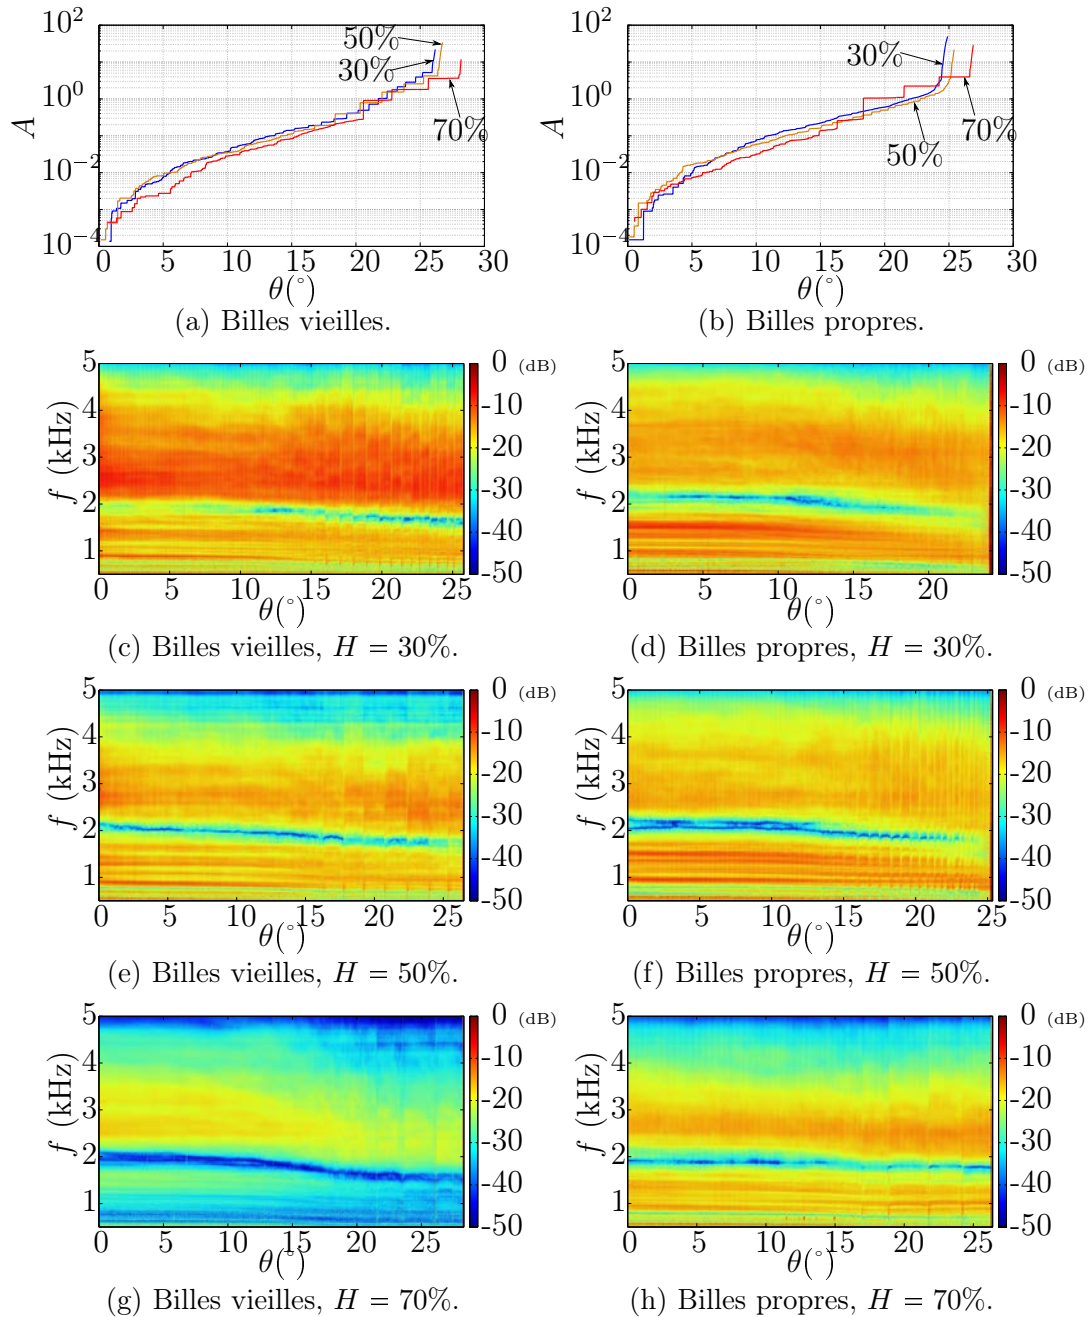 10^2
10^0
10^-2
10^-4
A
50%
30%
70%
0 5 10 15 20 25 30
θ(°)
(a) Billes vieilles.
10^2
10^0
10^-2
10^-4
A
30%
70%
50%
0 5 10 15 20 25 30
θ(°)
(b) Billes propres.
5
4
3
2
1
f (kHz)
0 5 10 15 20 25
θ(°)
0 (dB)
-10
-20
-30
-40
-50
(c) Billes vieilles, H = 30%.
5
4
3
2
1
f (kHz)
0 5 10 15 20
θ(°)
0 (dB)
-10
-20
-30
-40
-50
(d) Billes propres, H = 30%.
5
4
3
2
1
f (kHz)
0 5 10 15 20 25
θ(°)
0 (dB)
-10
-20
-30
-40
-50
(e) Billes vieilles, H = 50%.
5
4
3
2
1
f (kHz)
0 5 10 15 20 25
θ(°)
0 (dB)
-10
-20
-30
-40
-50
(f) Billes propres, H = 50%.
5
4
3
2
1
f (kHz)
0 5 10 15 20 25
θ(°)
0 (dB)
-10
-20
-30
-40
-50
(g) Billes vieilles, H = 70%.
5
4
3
2
1
f (kHz)
0 5 10 15 20 25
θ(°)
0 (dB)
-10
-20
-30
-40
-50
(h) Billes propres, H = 70%.